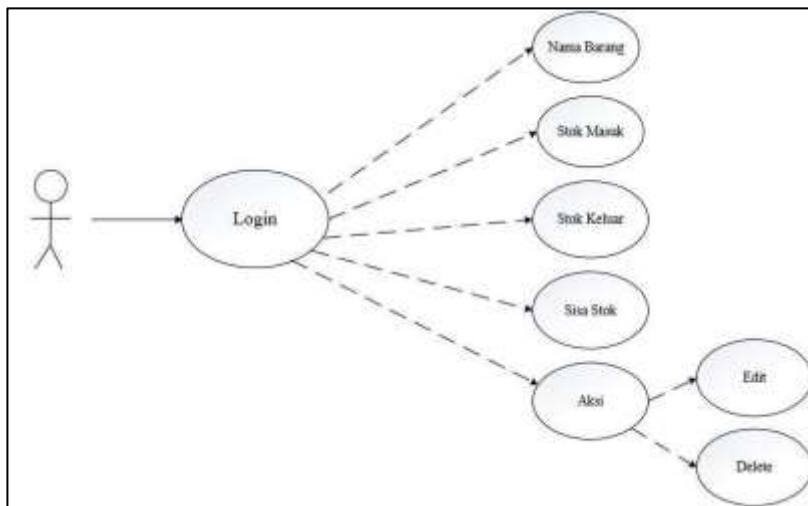 Nama Barang
Stok Masuk
Login
Stok Keluar
Sisa Stok
Aksi
Edit
Delete